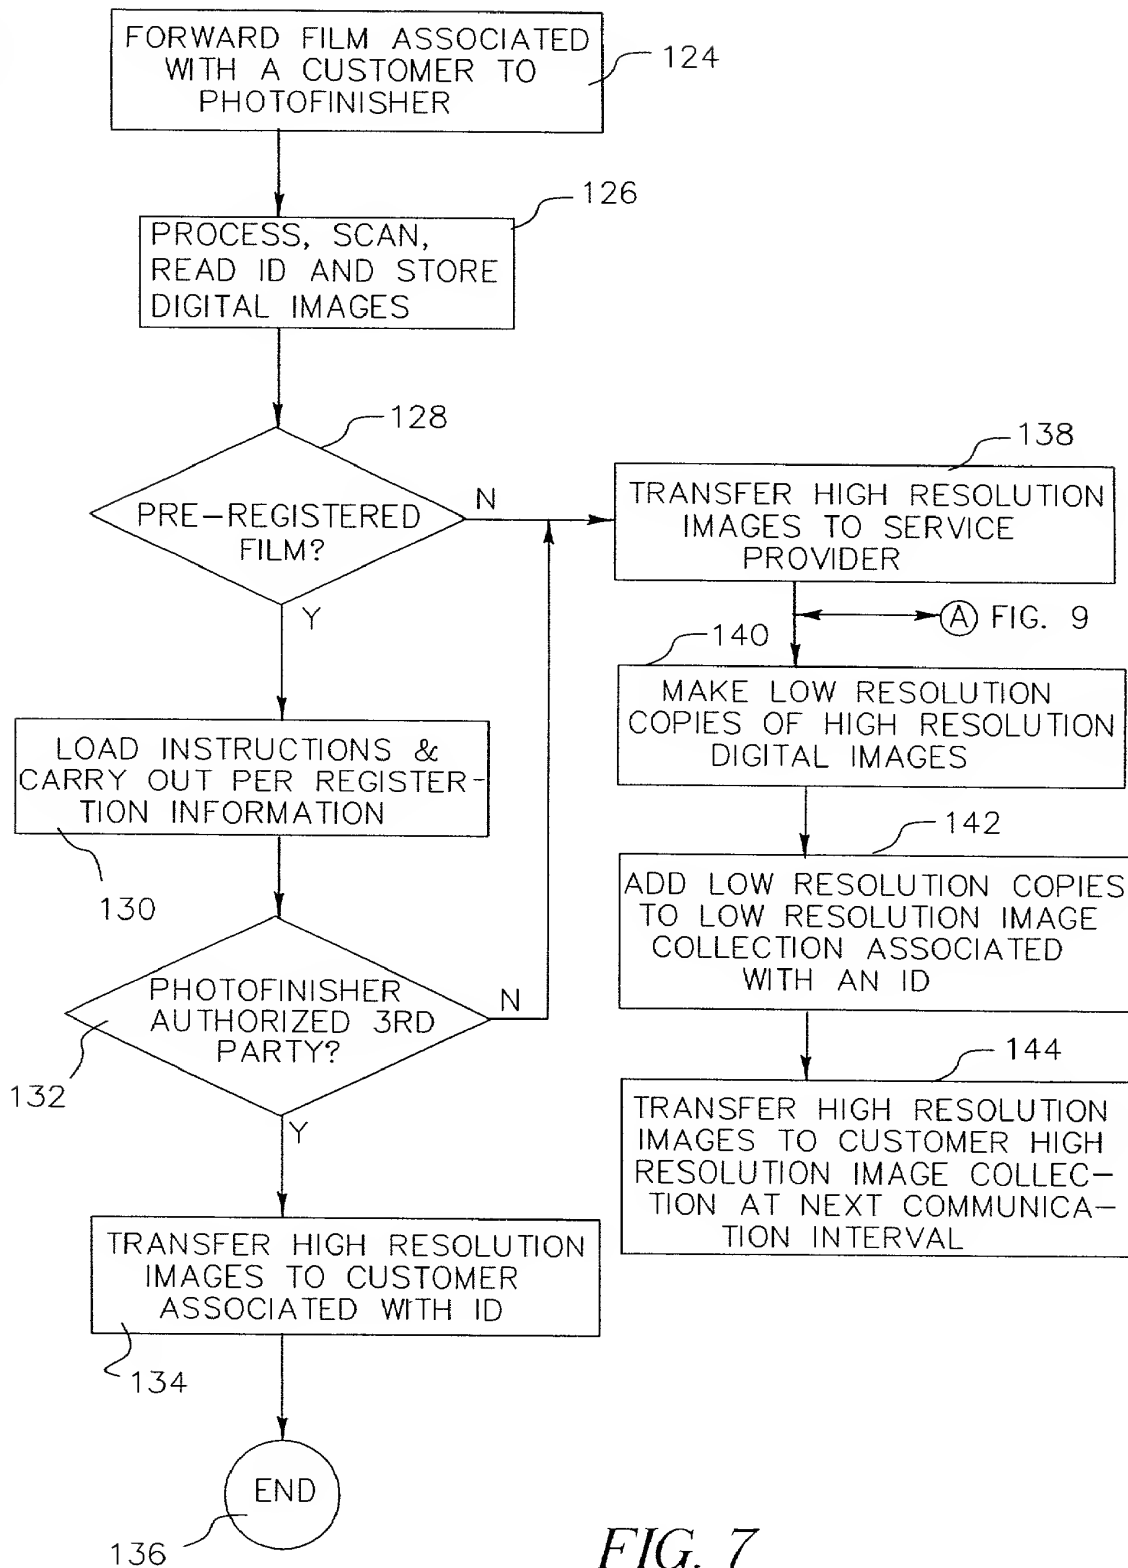 FORWARD FILM ASSOCIATED
WITH A CUSTOMER TO
PHOTOFINISHER
124
PROCESS, SCAN,
READ ID AND STORE
DIGITAL IMAGES
126
PRE-REGISTERED
FILM?
128
N
Y
LOAD INSTRUCTIONS &
CARRY OUT PER REGISTER-
TION INFORMATION
130
PHOTOFINISHER
AUTHORIZED 3RD
PARTY?
132
N
Y
TRANSFER HIGH RESOLUTION
IMAGES TO CUSTOMER
ASSOCIATED WITH ID
134
END
136
138
TRANSFER HIGH RESOLUTION
IMAGES TO SERVICE
PROVIDER
A FIG. 9
140
MAKE LOW RESOLUTION
COPIES OF HIGH RESOLUTION
DIGITAL IMAGES
142
ADD LOW RESOLUTION COPIES
TO LOW RESOLUTION IMAGE
COLLECTION ASSOCIATED
WITH AN ID
144
TRANSFER HIGH RESOLUTION
IMAGES TO CUSTOMER HIGH
RESOLUTION IMAGE COLLEC-
TION AT NEXT COMMUNICA-
TION INTERVAL
FIG. 7